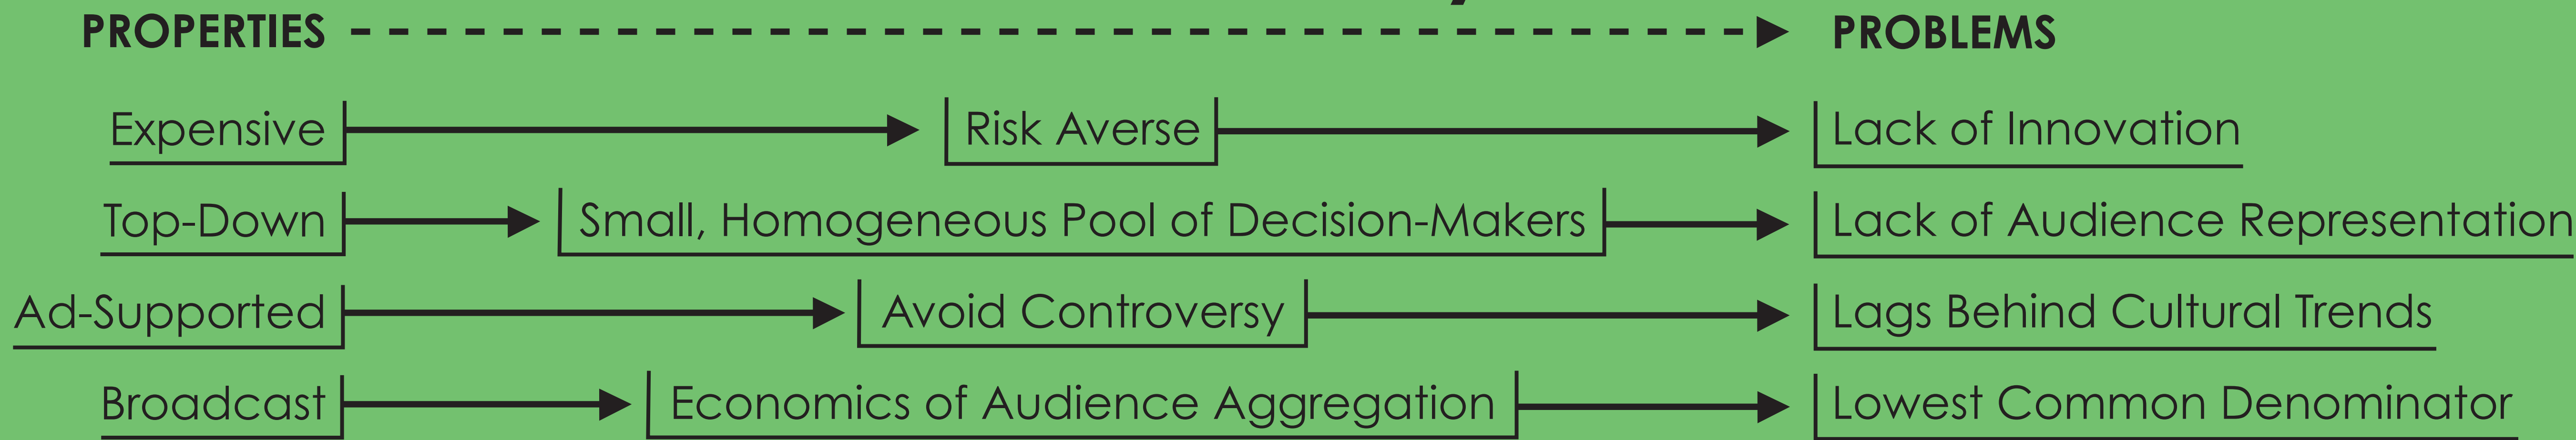 PROPERTIES PROBLEMS
Expensive Risk Averse Lack of Innovation
Top-Down Small, Homogeneous Pool of Decision-Makers Lack of Audience Representation
Ad-Supported Avoid Controversy Lags Behind Cultural Trends
Broadcast Economics of Audience Aggregation Lowest Common Denominator